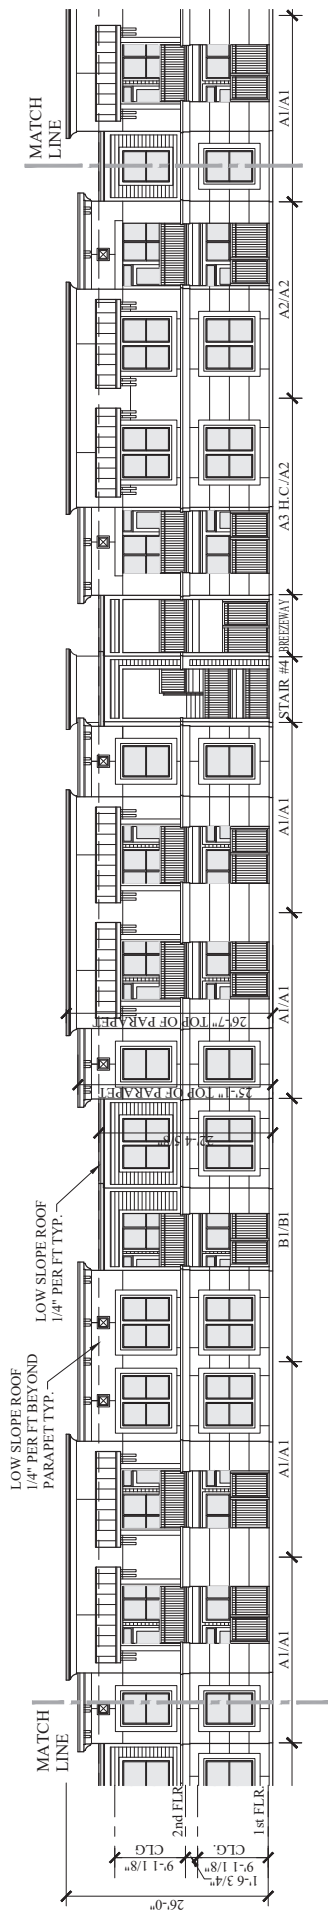 MATCH
LINE
LOW SLOPE ROOF
1/4" PER FT BEYOND
PARAPET TYP.
LOW SLOPE ROOF
1/4" PER FT TYP.
MATCH
LINE
26'-0"
9'-1 1/8"
CLG
2nd FLR.
1'-6 3/4"
9'-1 1/8"
CLG.
1st FLR.
22'-4 5/8"
25'-1" TOP OF PARAPET
26'-7" TOP OF PARAPET
A1/A1
A1/A1
B1/B1
A1/A1
A1/A1
STAIR #4
BREEZEWAY
A3 H.C./A2
A2/A2
A1/A1